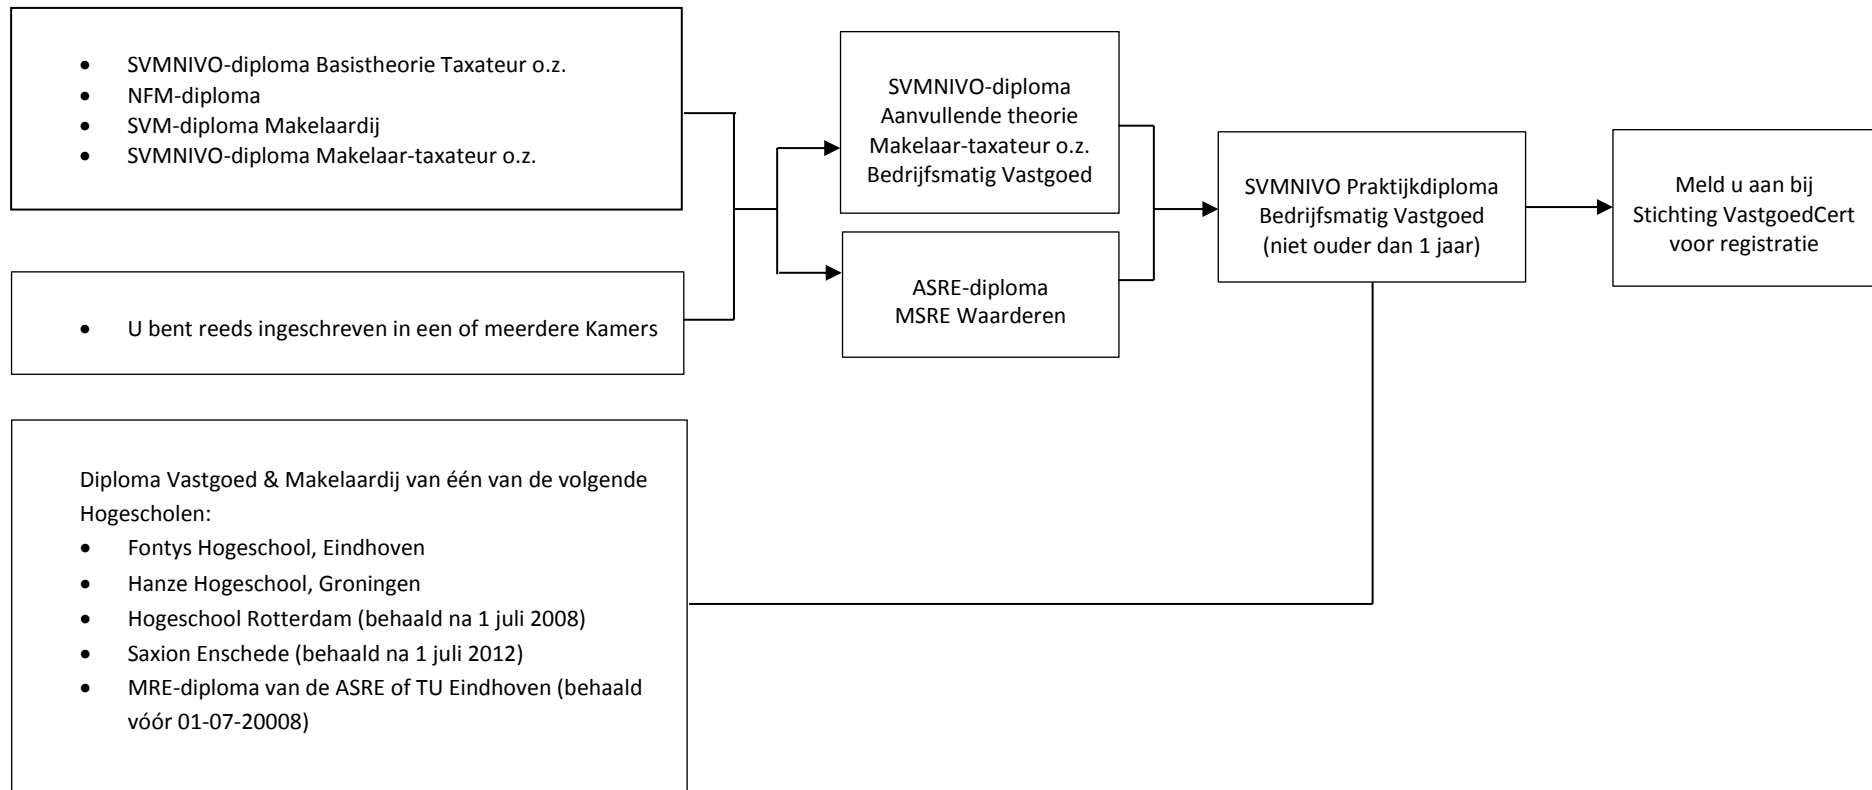 • SVMNIVO-diploma Basistheorie Taxateur o.z.
• NFM-diploma
• SVM-diploma Makelaardij
• SVMNIVO-diploma Makelaar-taxateur o.z.
• U bent reeds ingeschreven in een of meerdere Kamers
Diploma Vastgoed & Makelaardij van één van de volgende
Hogescholen:
• Fontys Hogeschool, Eindhoven
• Hanze Hogeschool, Groningen
• Hogeschool Rotterdam (behaald na 1 juli 2008)
• Saxion Enschede (behaald na 1 juli 2012)
• MRE-diploma van de ASRE of TU Eindhoven (behaald
vóór 01-07-20008)
SVMNIVO-diploma
Aanvullende theorie
Makelaar-taxateur o.z.
Bedrijfsmatig Vastgoed
ASRE-diploma
MSRE Waarderen
SVMNIVO Praktijkdiploma
Bedrijfsmatig Vastgoed
(niet ouder dan 1 jaar)
Meld u aan bij
Stichting VastgoedCert
voor registratie